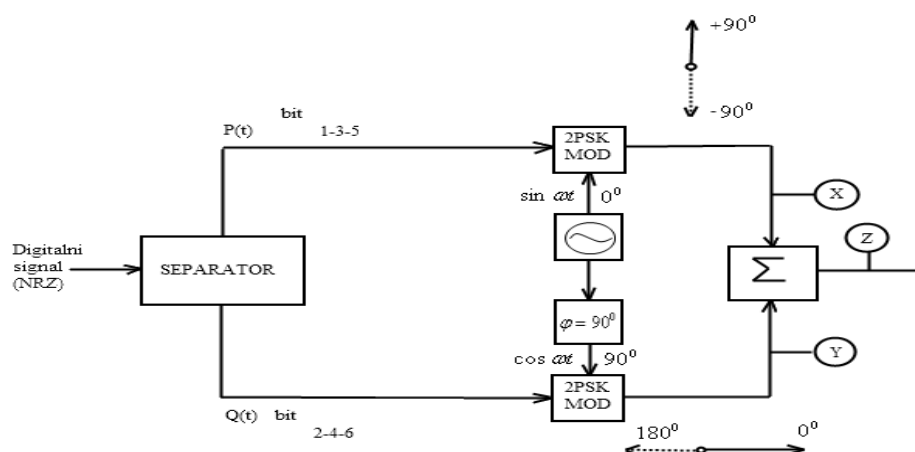 +90⁰
-90⁰
bit
P(t) 1-3-5
2PSK
MOD
sin ωt 0⁰
X
Digitalni
signal
(NRZ)
SEPARATOR
Z
Σ
φ = 90⁰
cos ωt 90⁰
Y
2PSK
MOD
Q(t) bit
2-4-6
180⁰ 0⁰